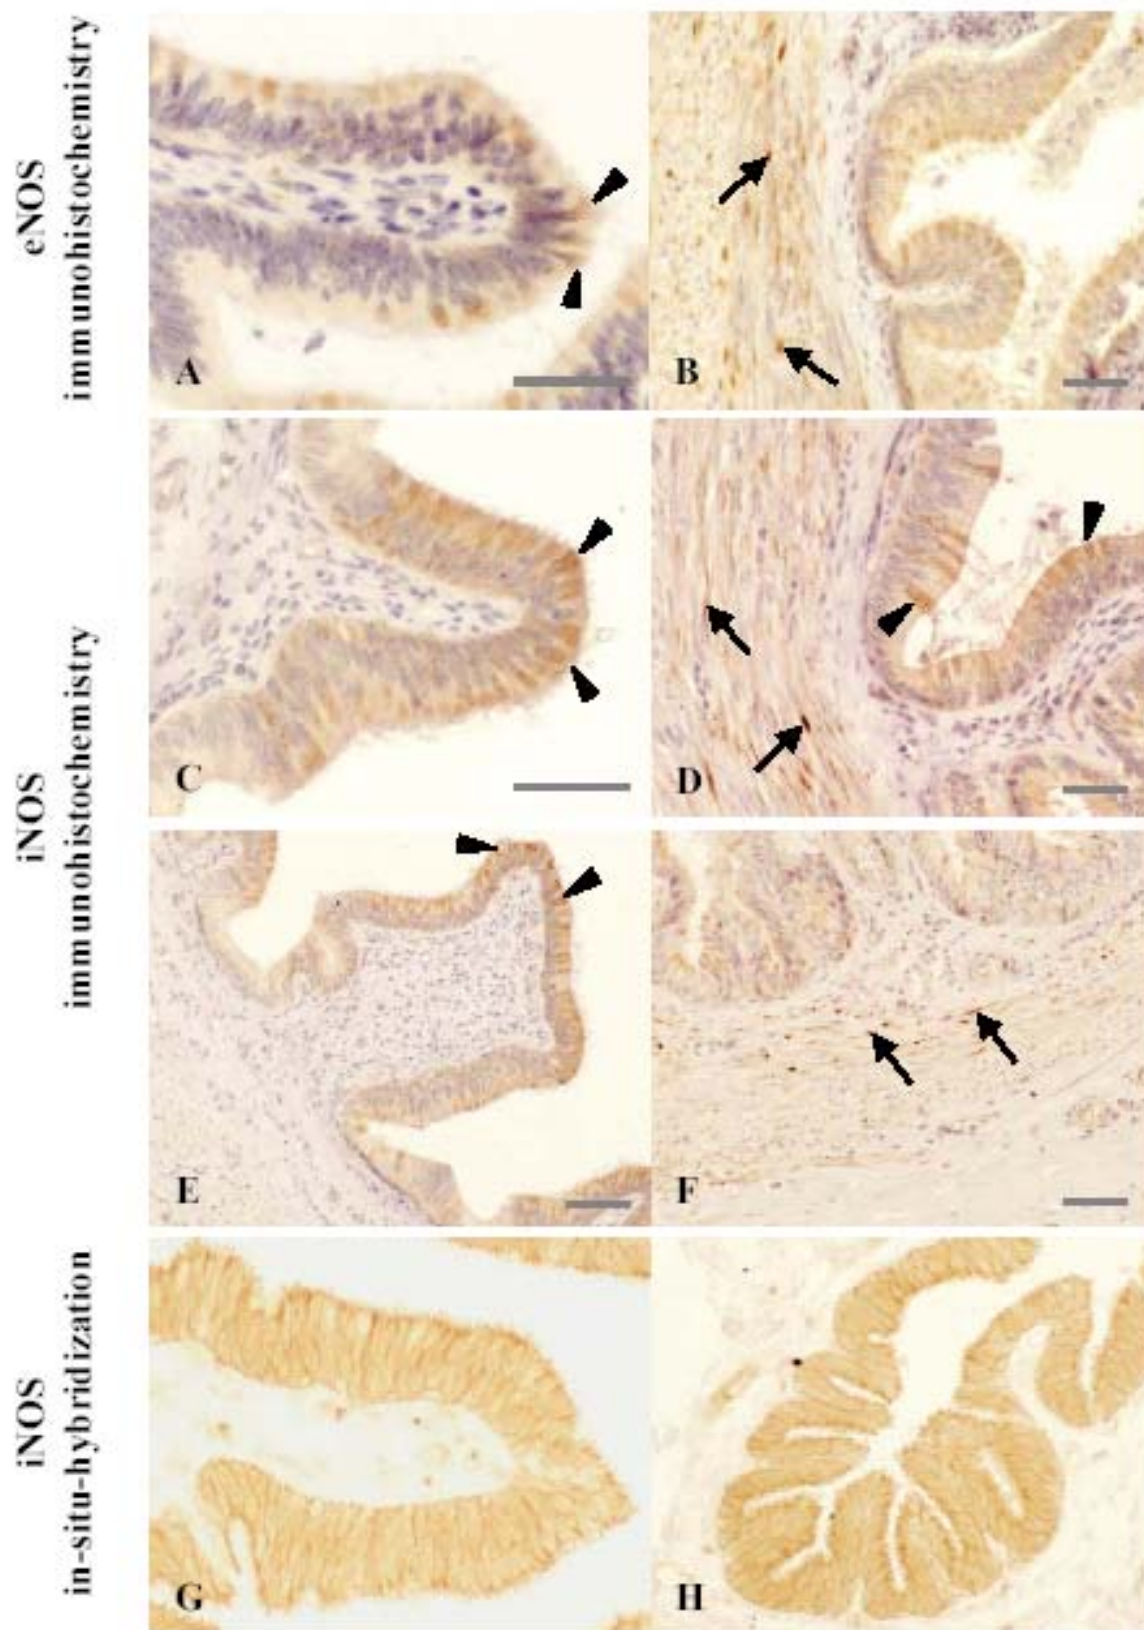 eNOS
immunohistochemistry
A
B
iNOS
immunohistochemistry
C
D
E
F
iNOS
in-situ-hybridization
G
H